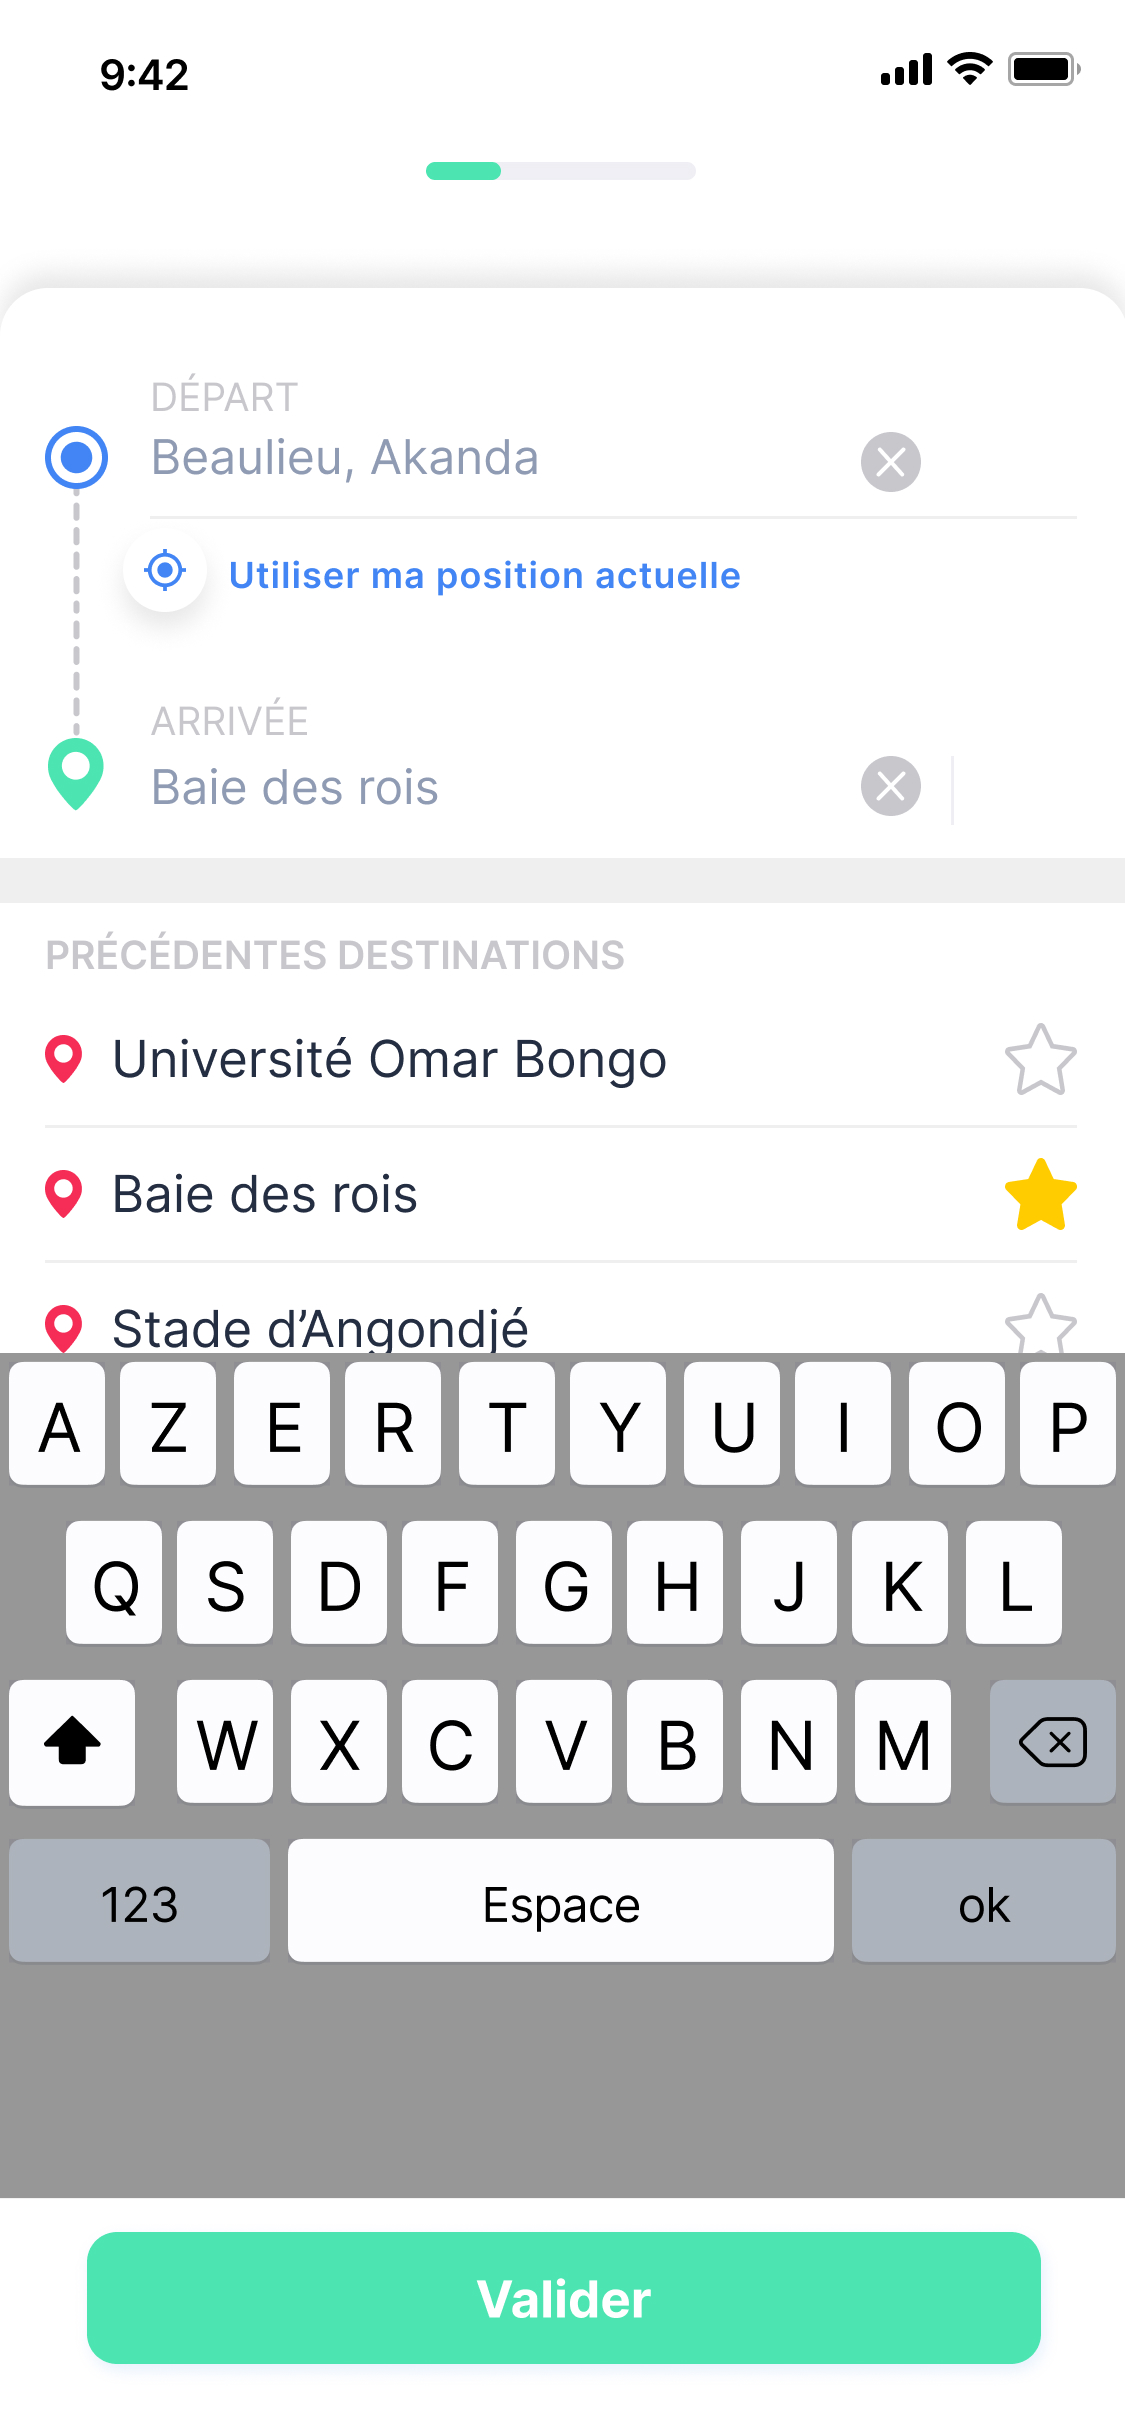 9:42
DÉPART
Beaulieu, Akanda
Utiliser ma position actuelle
ARRIVÉE
Baie des rois
PRÉCÉDENTES DESTINATIONS
Université Omar Bongo
Baie des rois
Stade d’Angondjé
A Z E R T Y U I O P
Q S D F G H J K L
W X C V B N M
123 Espace ok
Valider